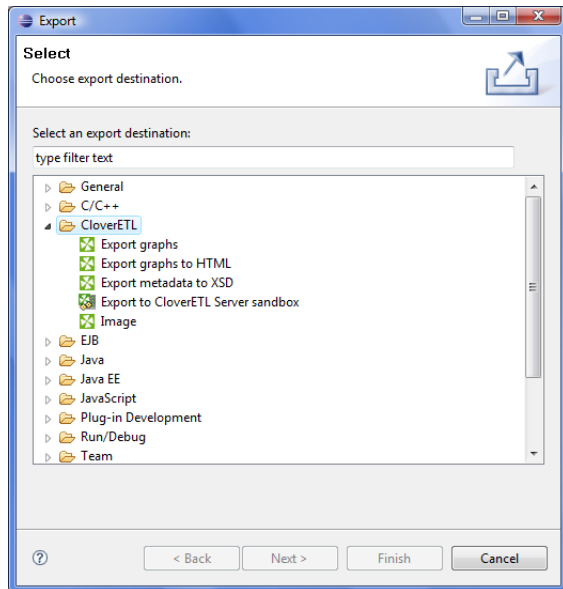 Export
Select
Choose export destination.
Select an export destination:
type filter text
General
C/C++
CloverETL
Export graphs
Export graphs to HTML
Export metadata to XSD
Export to CloverETL Server sandbox
Image
EJB
Java
Java EE
JavaScript
Plug-in Development
Run/Debug
Team
< Back Next > Finish Cancel